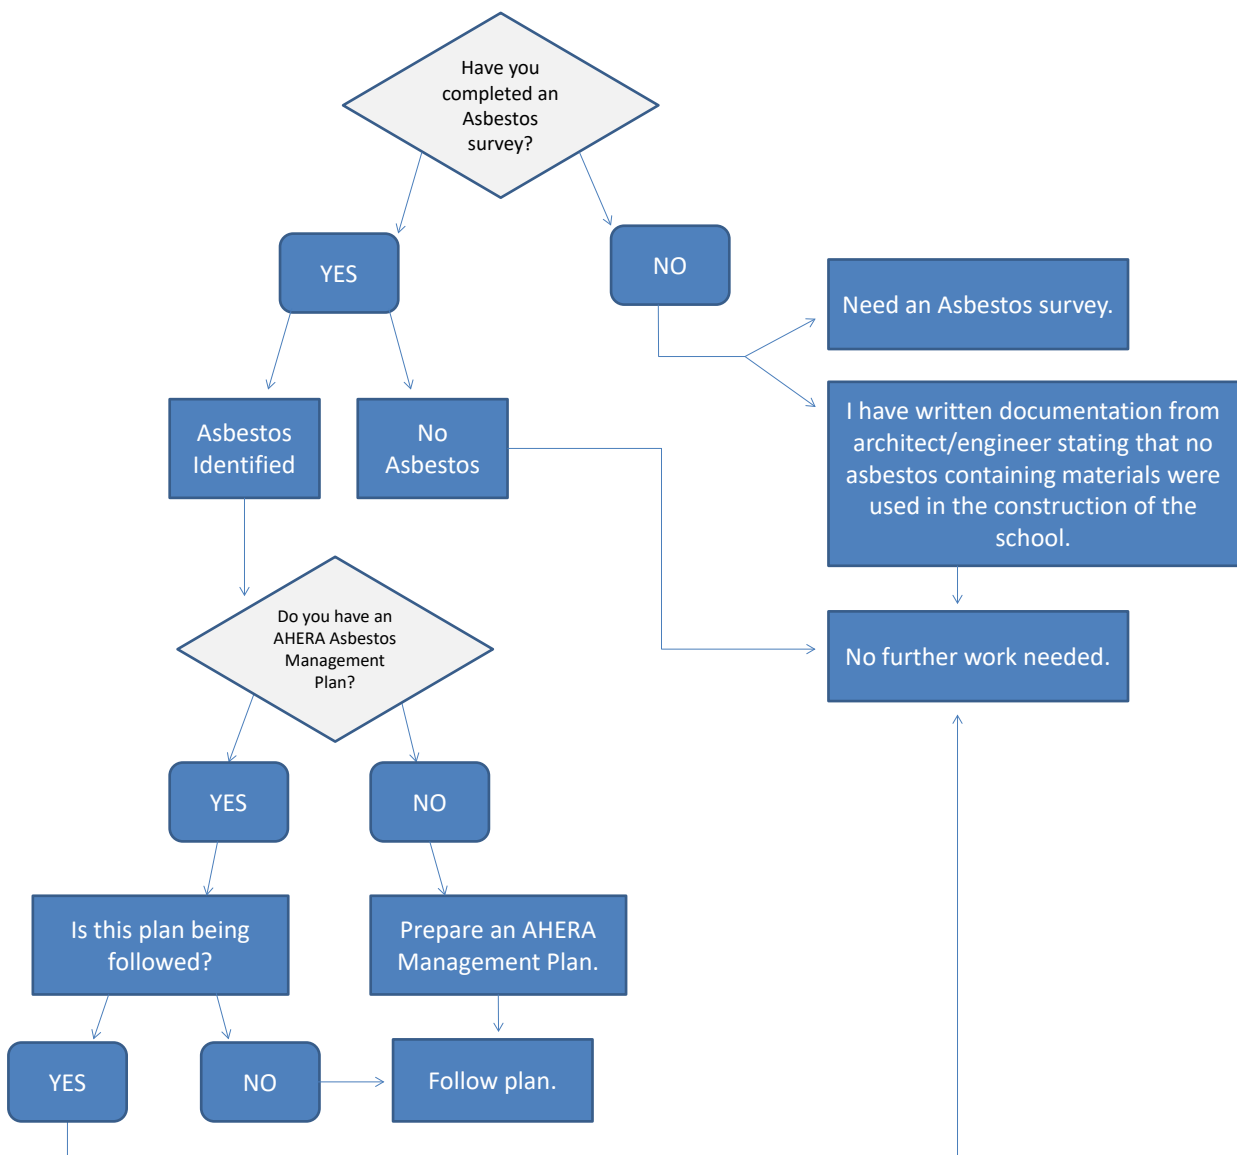 Have you
completed an
Asbestos
survey?
YES
NO
Need an Asbestos survey.
I have written documentation from
architect/engineer stating that no
asbestos containing materials were
used in the construction of the
school.
Asbestos
Identified
No
Asbestos
No further work needed.
Do you have an
AHERA Asbestos
Management
Plan?
YES
NO
Is this plan being
followed?
Prepare an AHERA
Management Plan.
YES
NO
Follow plan.